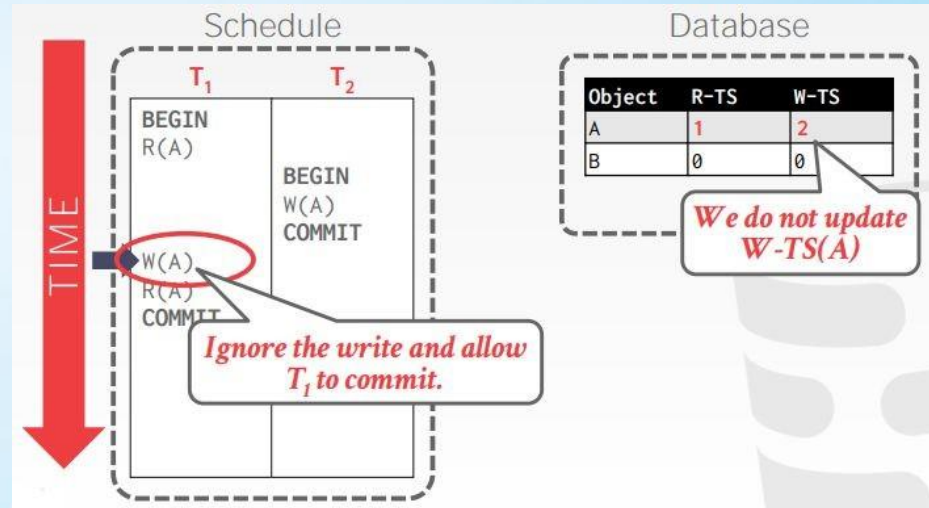 Schedule
T1
T2
BEGIN
R(A)
BEGIN
W(A)
COMMIT
W(A)
R(A)
COMMIT
TIME
Ignore the write and allow
T1 to commit.
Database
Object R-TS W-TS
A 1 2
B 0 0
We do not update
W-TS(A)